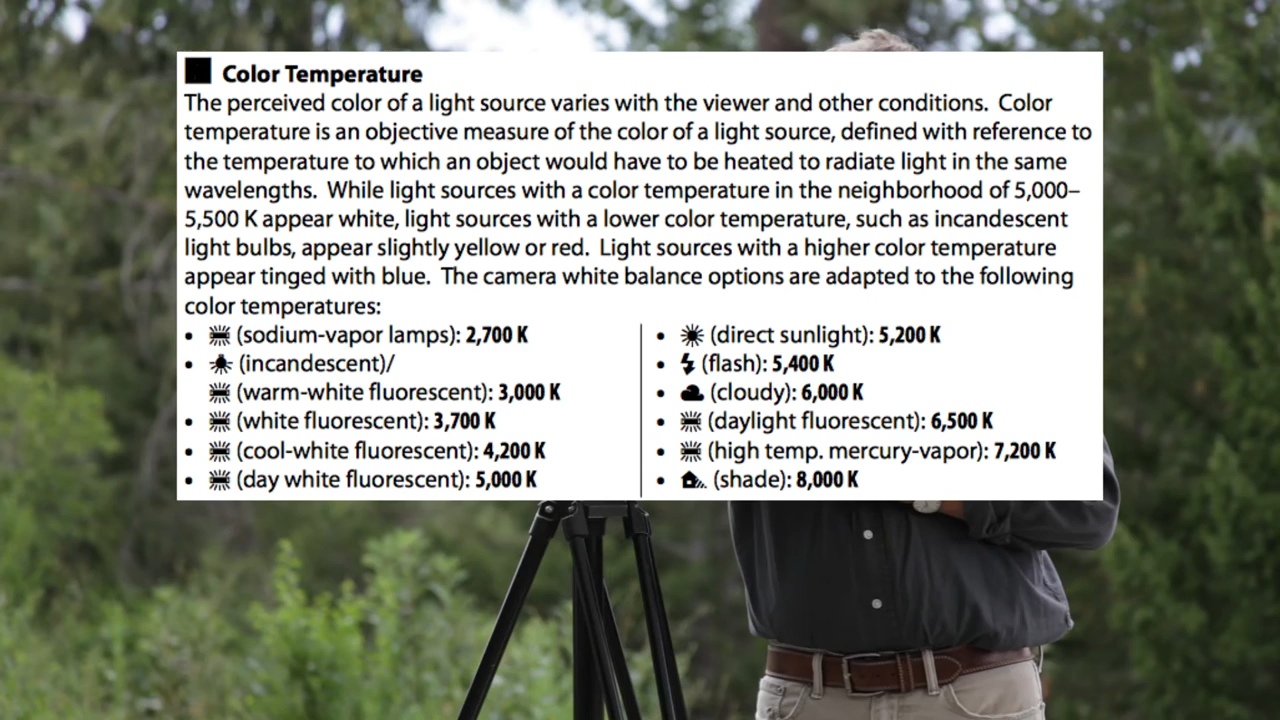 Color Temperature
The perceived color of a light source varies with the viewer and other conditions. Color
temperature is an objective measure of the color of a light source, defined with reference to
the temperature to which an object would have to be heated to radiate light in the same
wavelengths. While light sources with a color temperature in the neighborhood of 5,000–
5,500 K appear white, light sources with a lower color temperature, such as incandescent
light bulbs, appear slightly yellow or red. Light sources with a higher color temperature
appear tinged with blue. The camera white balance options are adapted to the following
color temperatures:
• (sodium-vapor lamps): 2,700 K
• (incandescent)/
(warm-white fluorescent): 3,000 K
• (white fluorescent): 3,700 K
• (cool-white fluorescent): 4,200 K
• (day white fluorescent): 5,000 K
• (direct sunlight): 5,200 K
• (flash): 5,400 K
• (cloudy): 6,000 K
• (daylight fluorescent): 6,500 K
• (high temp. mercury-vapor): 7,200 K
• (shade): 8,000 K